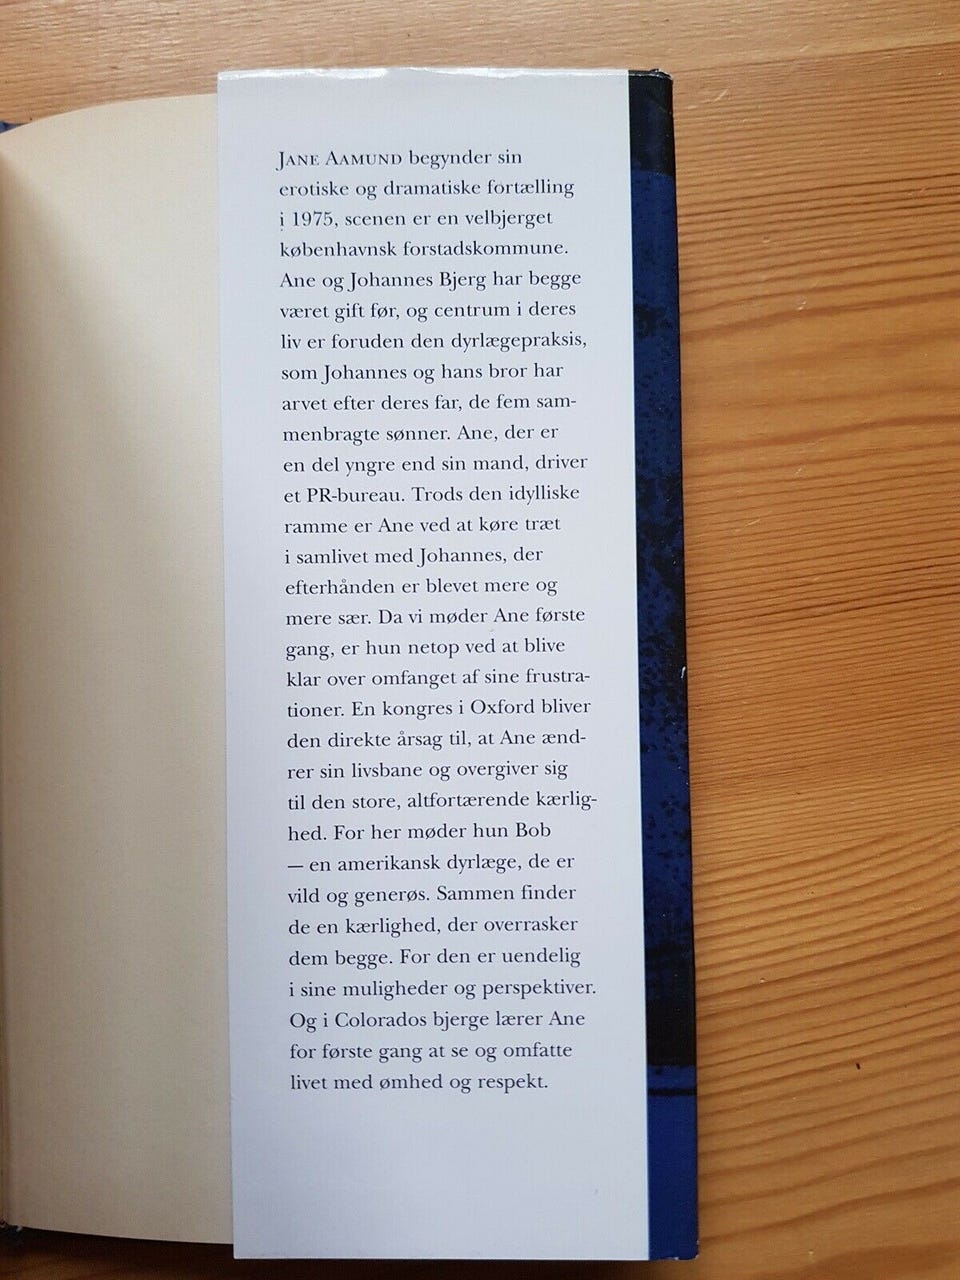 JANE AAMUND begynder sin
erotiske og dramatiske fortælling
i 1975, scenen er en velbjerget
københavnsk forstadskommune.
Ane og Johannes Bjerg har begge
været gift før, og centrum i deres
liv er foruden den dyrlægepraksis,
som Johannes og hans bror har
arvet efter deres far, de fem sam-
menbragte sønner. Ane, der er
en del yngre end sin mand, driver
et PR-bureau. Trods den idylliske
ramme er Ane ved at køre træt
i samlivet med Johannes, der
efterhånden er blevet mere og
mere sær. Da vi møder Ane første
gang, er hun netop ved at blive
klar over omfanget af sine frustra-
tioner. En kongres i Oxford bliver
den direkte årsag til, at Ane ænd-
rer sin livsbane og overgiver sig
til den store, altfortærende kærlig-
hed. For her møder hun Bob
— en amerikansk dyrlæge, de er
vild og generøs. Sammen finder
de en kærlighed, der overrasker
dem begge. For den er uendelig
i sine muligheder og perspektiver.
Og i Colorados bjerge lærer Ane
for første gang at se og omfatte
livet med ømhed og respekt.